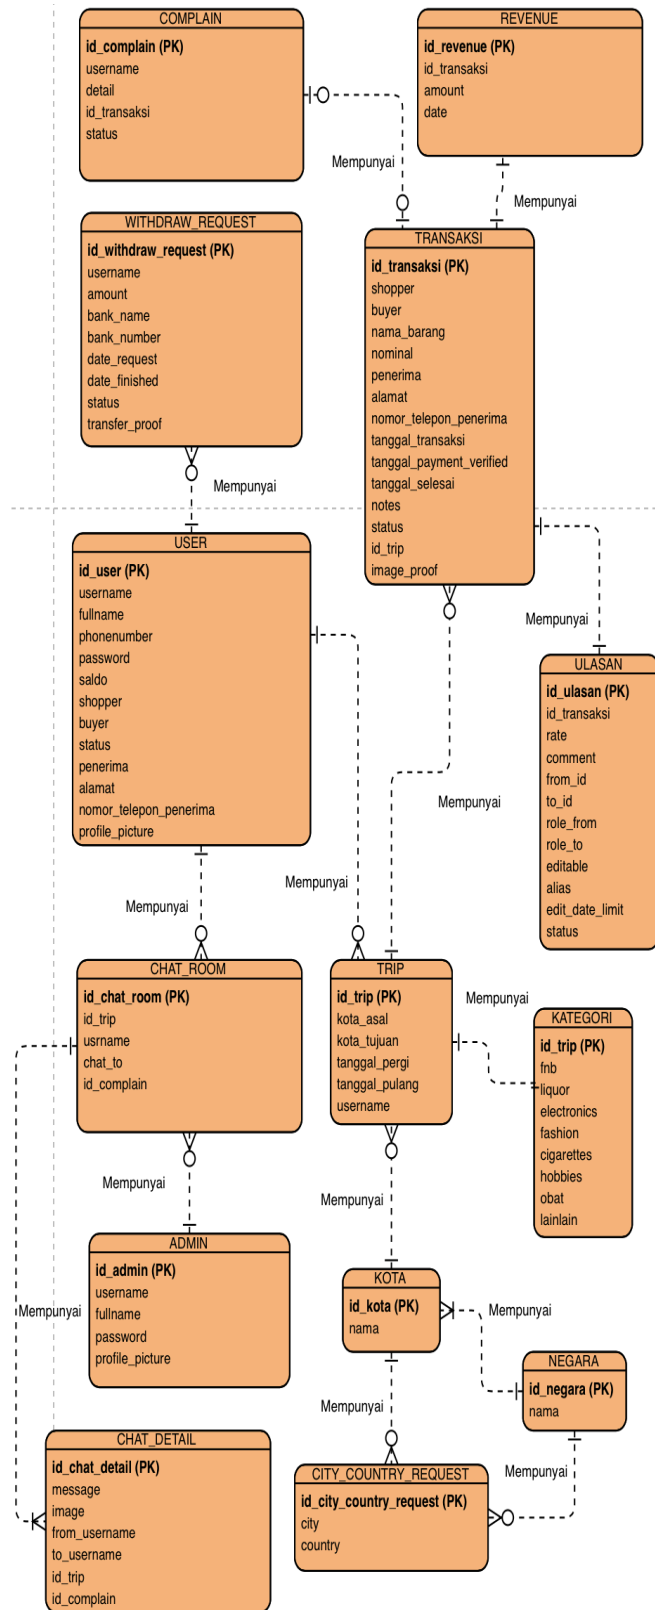 COMPLAIN
id_complain (PK)
username
detail
id_transaksi
status
REVENUE
id_revenue (PK)
id_transaksi
amount
date
Mempunyai
Mempunyai
WITHDRAW_REQUEST
id_withdraw_request (PK)
username
amount
bank_name
bank_number
date_request
date_finished
status
transfer_proof
TRANSAKSI
id_transaksi (PK)
shopper
buyer
nama_barang
nominal
penerima
alamat
nomor_telepon_penerima
tanggal_transaksi
tanggal_payment_verified
tanggal_selesai
notes
status
id_trip
image_proof
Mempunyai
USER
id_user (PK)
username
fullname
phonenumber
password
saldo
shopper
buyer
status
penerima
alamat
nomor_telepon_penerima
profile_picture
Mempunyai
ULASAN
id_ulasan (PK)
id_transaksi
rate
comment
from_id
to_id
role_from
role_to
editable
alias
edit_date_limit
status
Mempunyai
Mempunyai
Mempunyai
CHAT_ROOM
id_chat_room (PK)
id_trip
usrname
chat_to
id_complain
TRIP
id_trip (PK)
kota_asal
kota_tujuan
tanggal_pergi
tanggal_pulang
username
Mempunyai
KATEGORI
id_trip (PK)
fnb
liquor
electronics
fashion
cigarettes
hobbies
obat
lainlain
Mempunyai
Mempunyai
ADMIN
id_admin (PK)
username
fullname
password
profile_picture
Mempunyai
KOTA
id_kota (PK)
nama
Mempunyai
NEGARA
id_negara (PK)
nama
Mempunyai
Mempunyai
CHAT_DETAIL
id_chat_detail (PK)
message
image
from_username
to_username
id_trip
id_complain
CITY_COUNTRY_REQUEST
id_city_country_request (PK)
city
country